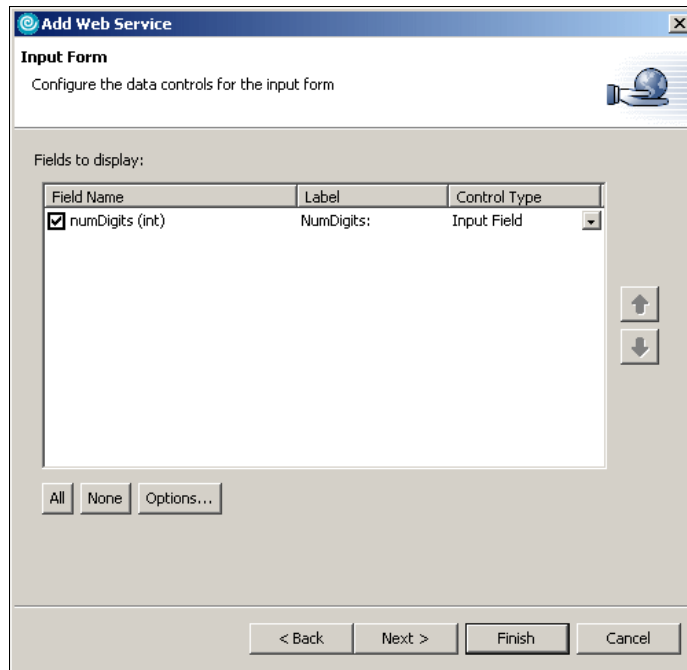 Add Web Service
Input Form
Configure the data controls for the input form
Fields to display:
Field Name Label Control Type
numDigits (int) NumDigits: Input Field
All None Options...
< Back Next > Finish Cancel